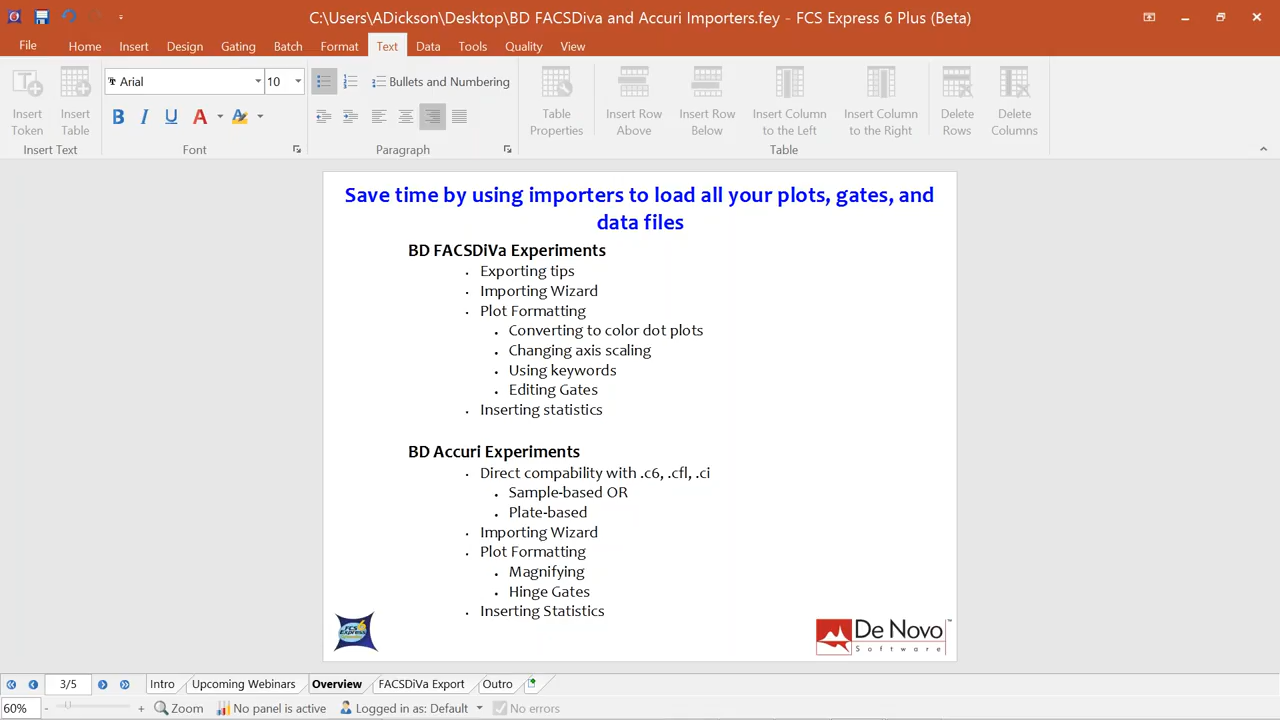 C:\Users\ADickson\Desktop\BD FACSDiva and Accuri Importers.fey - FCS Express 6 Plus (Beta)
File Home Insert Design Gating Batch Format Text Data Tools Quality View
Arial 10 Bullets and Numbering
Insert Token
Insert Table
B I U A
Table Properties
Insert Row Above
Insert Row Below
Insert Column to the Left
Insert Column to the Right
Delete Rows
Delete Columns
Insert Text Font Paragraph Table
Save time by using importers to load all your plots, gates, and
data files
BD FACSDiVa Experiments
Exporting tips
Importing Wizard
Plot Formatting
Converting to color dot plots
Changing axis scaling
Using keywords
Editing Gates
Inserting statistics
BD Accuri Experiments
Direct compability with .c6, .cfl, .ci
Sample-based OR
Plate-based
Importing Wizard
Plot Formatting
Magnifying
Hinge Gates
Inserting Statistics
FCS Express
De Novo™
Software
3/5 Intro Upcoming Webinars Overview FACSDiVa Export Outro
60% - + Zoom No panel is active Logged in as: Default No errors